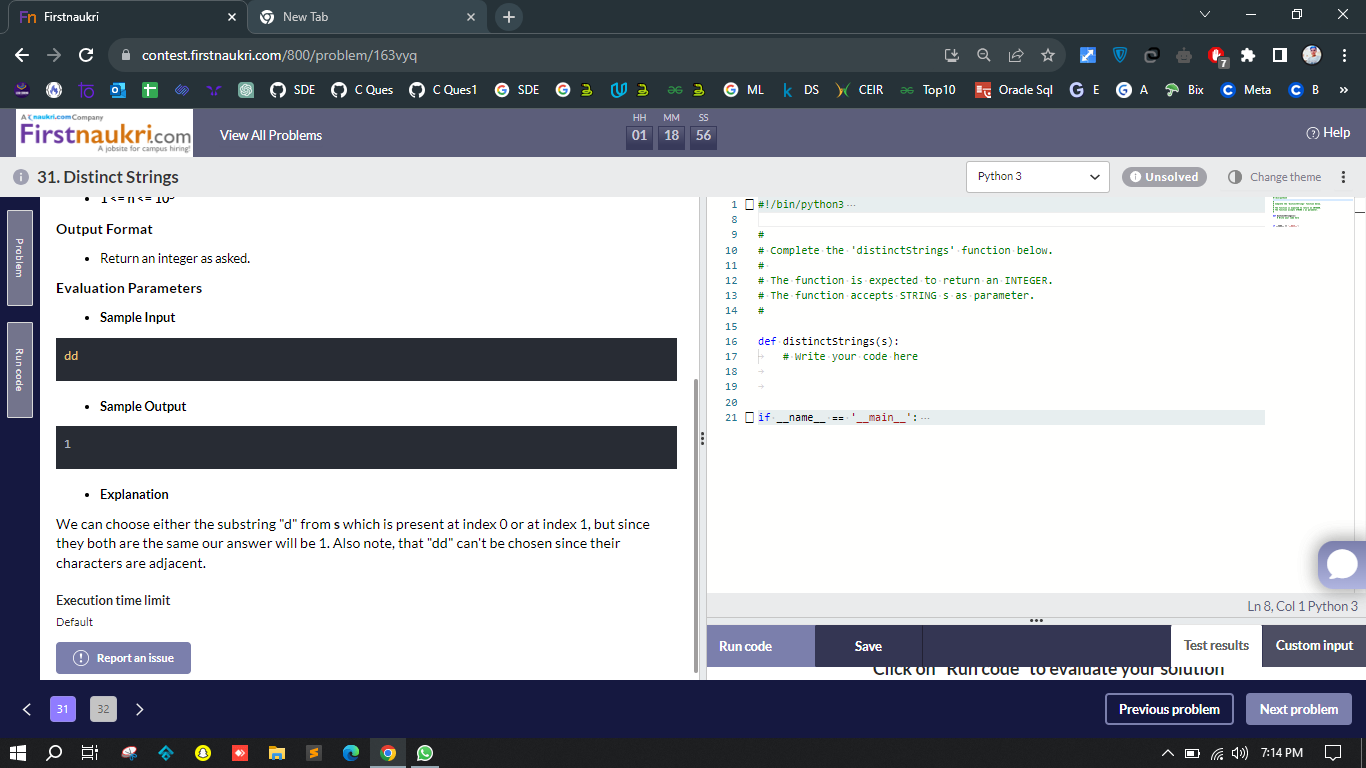 Fn Firstnaukri
New Tab
contest.firstnaukri.com/800/problem/163vyq
7
SDE
C Ques
C Ques1
SDE
ML
DS
CEIR
Top10
Oracle Sql
E
A
Bix
Meta
B
»
A naukri.com Company
Firstnaukri.com
A jobsite for campus hiring!
View All Problems
HH MM SS
01 18 56
Help
31. Distinct Strings
Python 3
Unsolved
Change theme
Problem
Run code
Output Format
• Return an integer as asked.
Evaluation Parameters
• Sample Input
dd
• Sample Output
1
• Explanation
We can choose either the substring "d" from s which is present at index 0 or at index 1, but since
they both are the same our answer will be 1. Also note, that "dd" can't be chosen since their
characters are adjacent.
Execution time limit
Default
Report an issue
1 #!/bin/python3 ...
8
9 #
10 # Complete the 'distinctStrings' function below.
11 #
12 # The function is expected to return an INTEGER.
13 # The function accepts STRING s as parameter.
14 #
15
16 def distinctStrings(s):
17 # Write your code here
18
19
20
21 if __name__ == '__main__': ...
Ln 8, Col 1 Python 3
Run code
Save
Test results
Custom input
Click on "Run code" to evaluate your solution
31
32
Previous problem
Next problem
7:14 PM